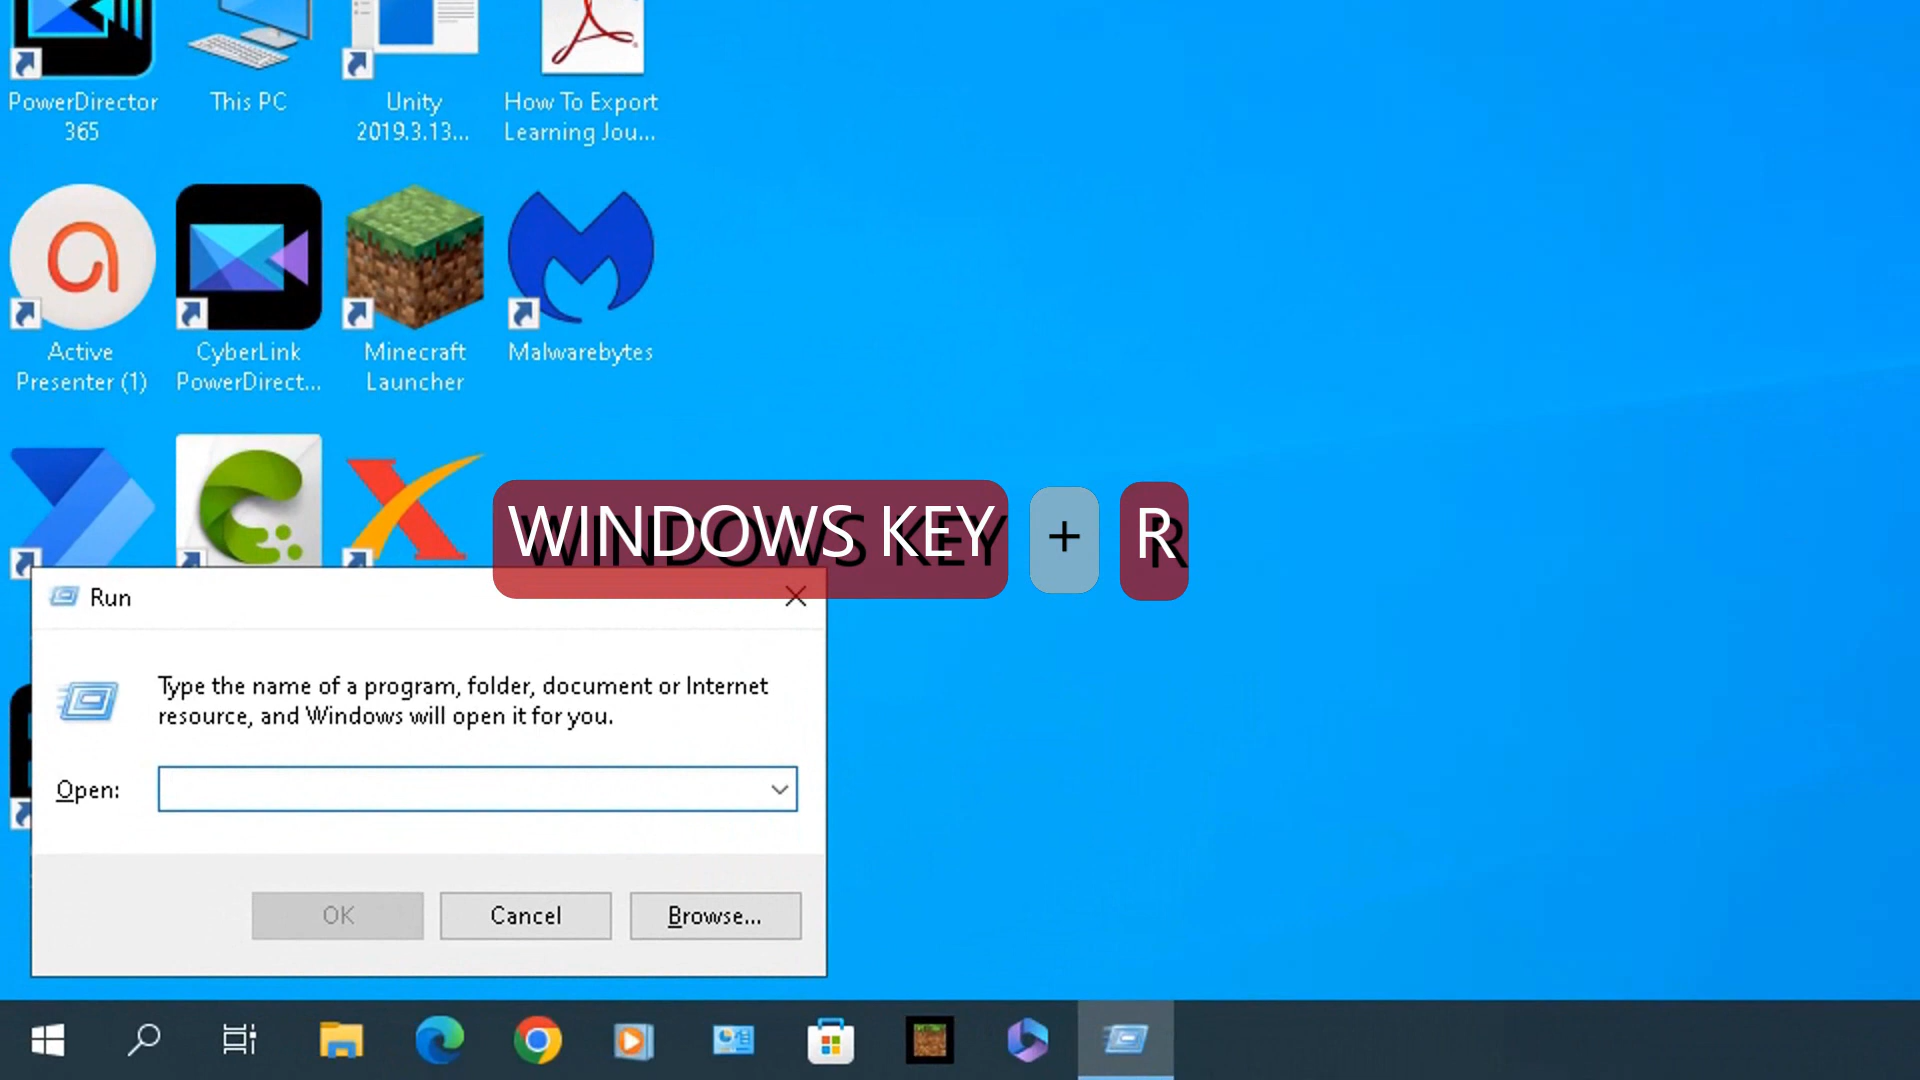 PowerDirector
365
This PC
Unity
2019.3.13...
How To Export
Learning Jou...
Active
Presenter (1)
CyberLink
PowerDirect...
Minecraft
Launcher
Malwarebytes
WINDOWS KEY + R
Run
Type the name of a program, folder, document or Internet
resource, and Windows will open it for you.
Open:
OK
Cancel
Browse...